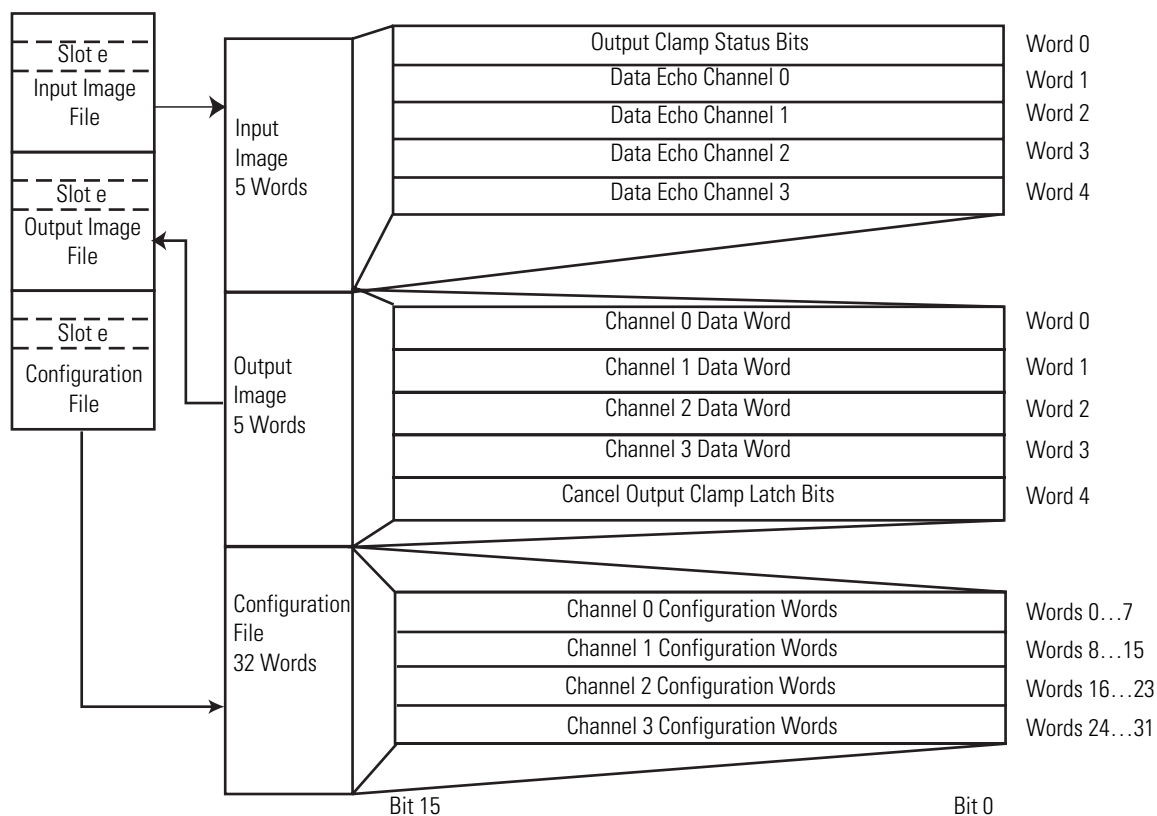 Slot e
Input Image
File
Slot e
Output Image
File
Slot e
Configuration
File
Input
Image
5 Words
Output
Image
5 Words
Configuration
File
32 Words
Output Clamp Status Bits Word 0
Data Echo Channel 0 Word 1
Data Echo Channel 1 Word 2
Data Echo Channel 2 Word 3
Data Echo Channel 3 Word 4
Channel 0 Data Word Word 0
Channel 1 Data Word Word 1
Channel 2 Data Word Word 2
Channel 3 Data Word Word 3
Cancel Output Clamp Latch Bits Word 4
Channel 0 Configuration Words Words 0...7
Channel 1 Configuration Words Words 8...15
Channel 2 Configuration Words Words 16...23
Channel 3 Configuration Words Words 24...31
Bit 15 Bit 0